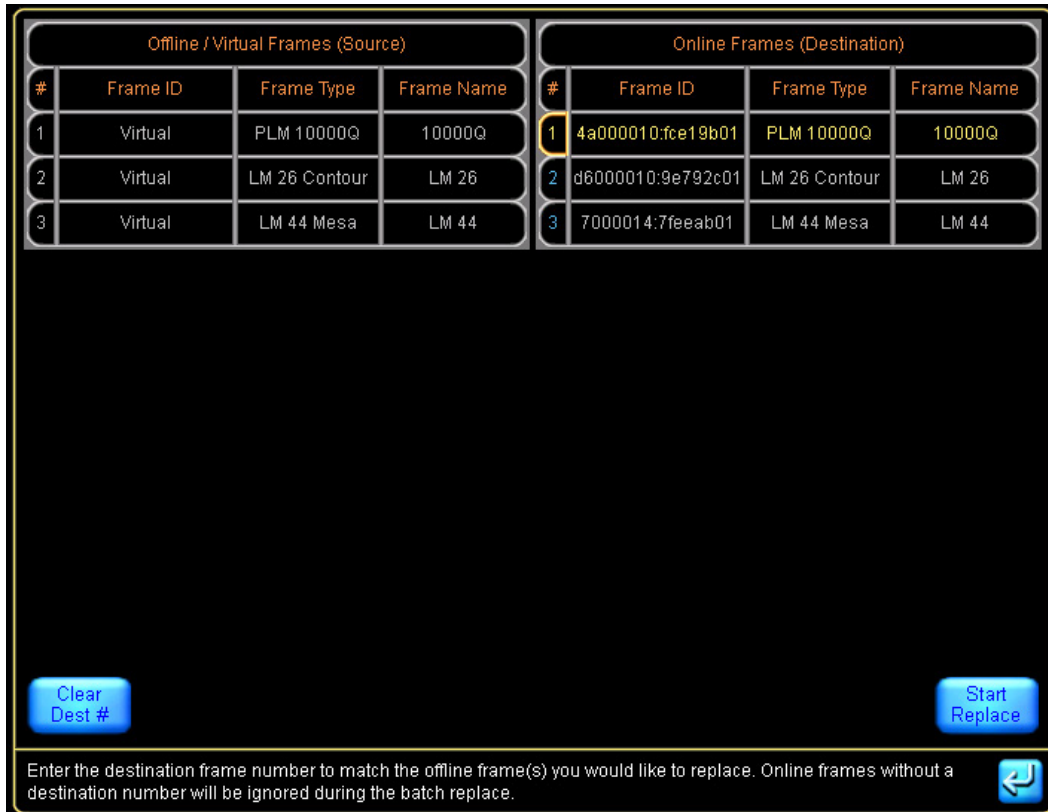 Offline / Virtual Frames (Source) Online Frames (Destination)
# Frame ID Frame Type Frame Name # Frame ID Frame Type Frame Name
1 Virtual PLM 10000Q 10000Q 1 4a000010:fce19b01 PLM 10000Q 10000Q
2 Virtual LM 26 Contour LM 26 2 d6000010:9e792c01 LM 26 Contour LM 26
3 Virtual LM 44 Mesa LM 44 3 7000014:7feeab01 LM 44 Mesa LM 44
Clear
Dest #
Start
Replace
Enter the destination frame number to match the offline frame(s) you would like to replace. Online frames without a
destination number will be ignored during the batch replace.